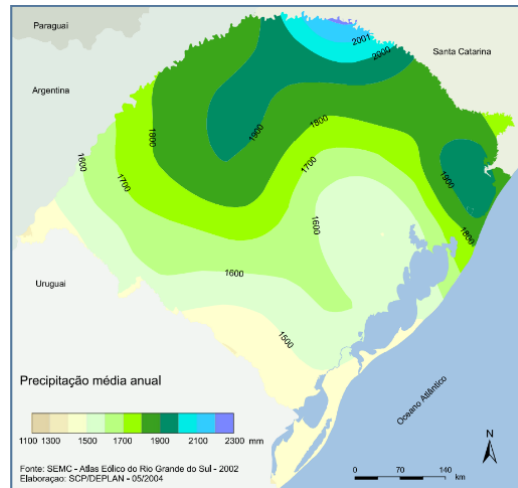 Paraguai
Santa Catarina
Argentina
2001
2000
1900
1800
1800
1700
1900
1600
1700
1600
1800
1600
Uruguai
1500
Oceano Atlântico
Precipitação média anual
1100 1300 1500 1700 1900 2100 2300 mm
N
Fonte: SEMC - Atlas Eólico do Rio Grande do Sul - 2002
Elaboraçao: SCP/DEPLAN - 05/2004
0 70 140
km